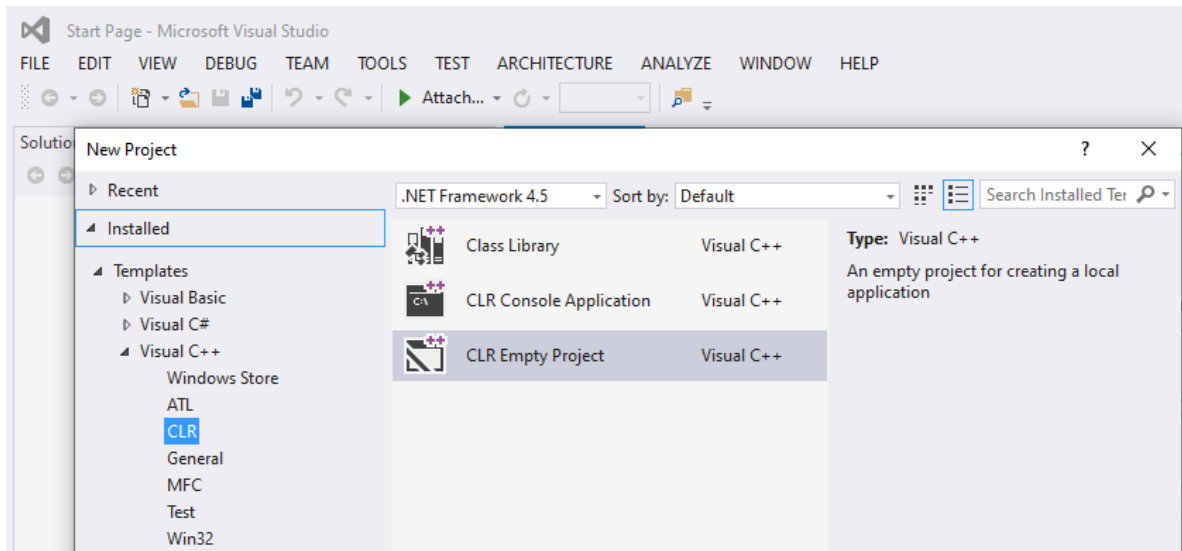 Start Page - Microsoft Visual Studio
FILE EDIT VIEW DEBUG TEAM TOOLS TEST ARCHITECTURE ANALYZE WINDOW HELP
Attach...
Solutio
New Project ?
Recent
.NET Framework 4.5 Sort by: Default Search Installed Ter
Installed
Class Library Visual C++
Type: Visual C++
An empty project for creating a local
application
Templates
Visual Basic
CLR Console Application Visual C++
Visual C#
Visual C++
CLR Empty Project Visual C++
Windows Store
ATL
CLR
General
MFC
Test
Win32